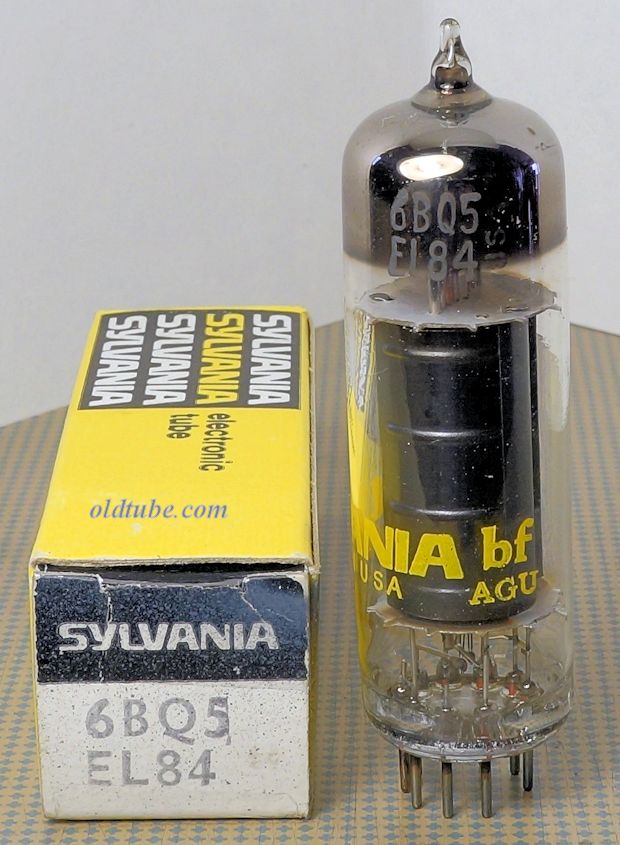 SYLVANIA
SYLVANIA
SYLVANIA
SYLVANIA
electronic
tube
oldtube.com
SYLVANIA
6BQ5
EL84
6BQ5
EL84
NIA bf
USA AGU